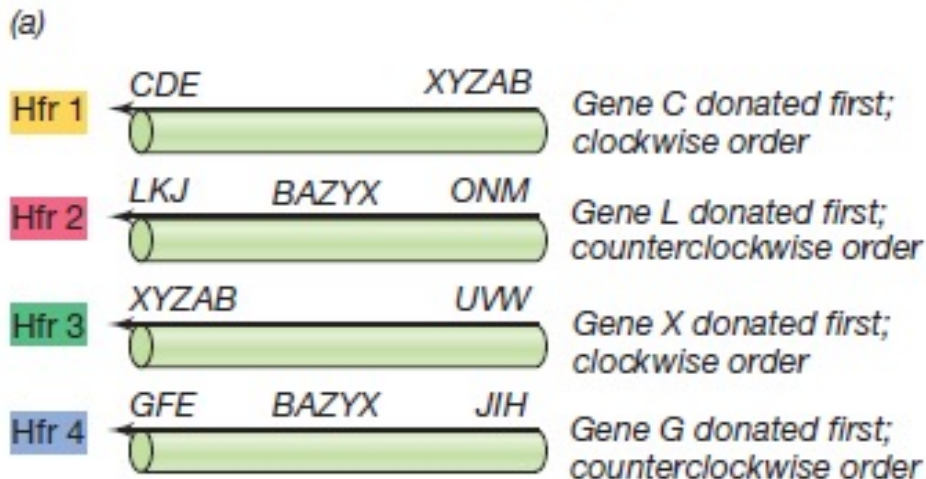 (a)
Hfr 1 CDE XYZAB Gene C donated first;
clockwise order
Hfr 2 LKJ BAZYX ONM Gene L donated first;
counterclockwise order
Hfr 3 XYZAB UVW Gene X donated first;
clockwise order
Hfr 4 GFE BAZYX JIH Gene G donated first;
counterclockwise order